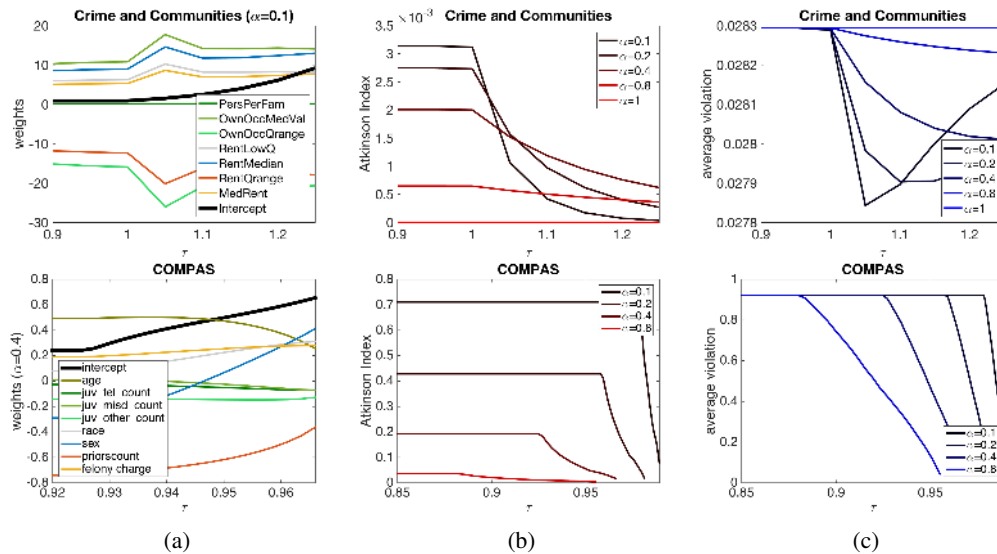 Crime and Communities (α=0.1)
20
10
0
-10
-20
-30
weights
PersPerFam
OwnOccMedVal
OwnOccQrange
RentLowQ
RentMedian
RentQrange
MedRent
Intercept
0.9
1
1.1
1.2
τ
Crime and Communities
×10⁻³
3.5
3
2.5
2
1.5
1
0.5
0
Atkinson Index
α=0.1
α=0.2
α=0.4
α=0.8
α=1
0.9
1
1.1
1.2
τ
Crime and Communities
0.0283
0.0282
0.0281
0.028
0.0279
0.0278
average violation
α=0.1
α=0.2
α=0.4
α=0.8
α=1
0.9
1
1.1
1.2
τ
COMPAS
0.8
0.6
0.4
0.2
0
-0.2
-0.4
-0.6
-0.8
weights (α=0.4)
intercept
age
juv fel count
juv misd count
juv other count
race
sex
priorscount
felony charge
0.92
0.93
0.94
0.95
0.96
τ
COMPAS
0.8
0.7
0.6
0.5
0.4
0.3
0.2
0.1
0
Atkinson Index
α=0.1
α=0.2
α=0.4
α=0.8
0.85
0.9
0.95
τ
COMPAS
1
0.8
0.6
0.4
0.2
0
average violation
α=0.1
α=0.2
α=0.4
α=0.8
0.85
0.9
0.95
τ
(a)
(b)
(c)